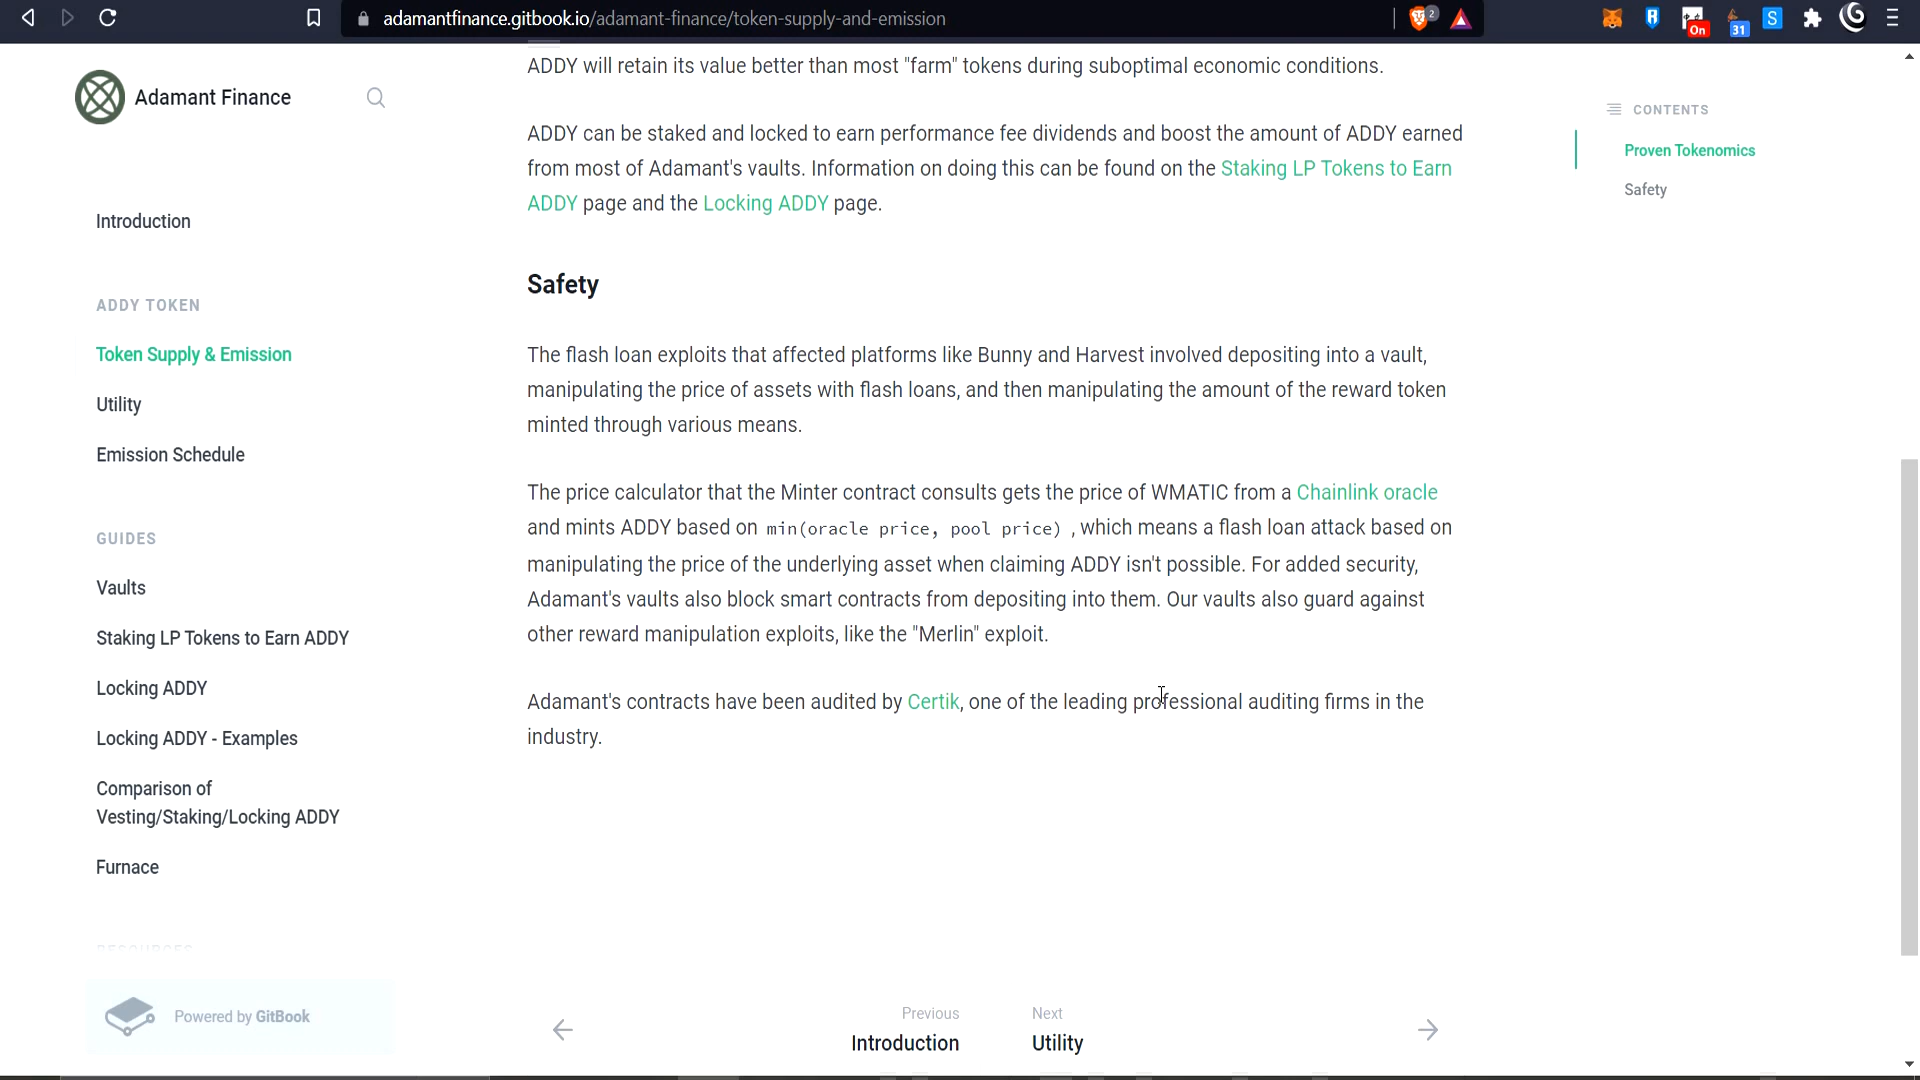 adamantfinance.gitbook.io/adamant-finance/token-supply-and-emission
2
On
31
S
Adamant Finance
Introduction
ADDY TOKEN
Token Supply & Emission
Utility
Emission Schedule
GUIDES
Vaults
Staking LP Tokens to Earn ADDY
Locking ADDY
Locking ADDY - Examples
Comparison of
Vesting/Staking/Locking ADDY
Furnace
RESOURCES
Powered by GitBook
ADDY will retain its value better than most "farm" tokens during suboptimal economic conditions.
ADDY can be staked and locked to earn performance fee dividends and boost the amount of ADDY earned
from most of Adamant's vaults. Information on doing this can be found on the Staking LP Tokens to Earn
ADDY page and the Locking ADDY page.
Safety
The flash loan exploits that affected platforms like Bunny and Harvest involved depositing into a vault,
manipulating the price of assets with flash loans, and then manipulating the amount of the reward token
minted through various means.
The price calculator that the Minter contract consults gets the price of WMATIC from a Chainlink oracle
and mints ADDY based on min(oracle price, pool price) , which means a flash loan attack based on
manipulating the price of the underlying asset when claiming ADDY isn't possible. For added security,
Adamant's vaults also block smart contracts from depositing into them. Our vaults also guard against
other reward manipulation exploits, like the "Merlin" exploit.
Adamant's contracts have been audited by Certik, one of the leading professional auditing firms in the
industry.
Previous
Introduction
Next
Utility
CONTENTS
Proven Tokenomics
Safety